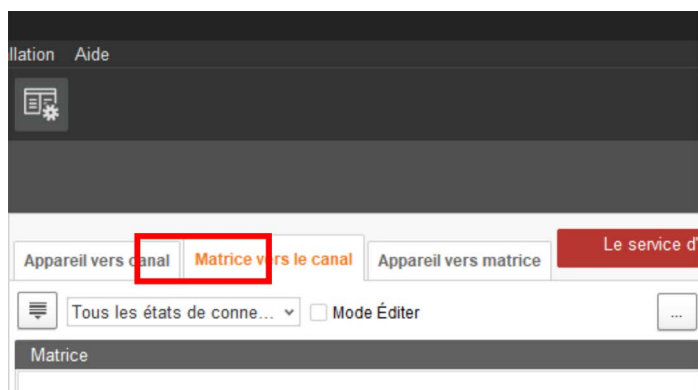 llation Aide
Appareil vers canal Matrice vers le canal Appareil vers matrice Le service d'
Tous les états de conne... Mode Éditer ...
Matrice